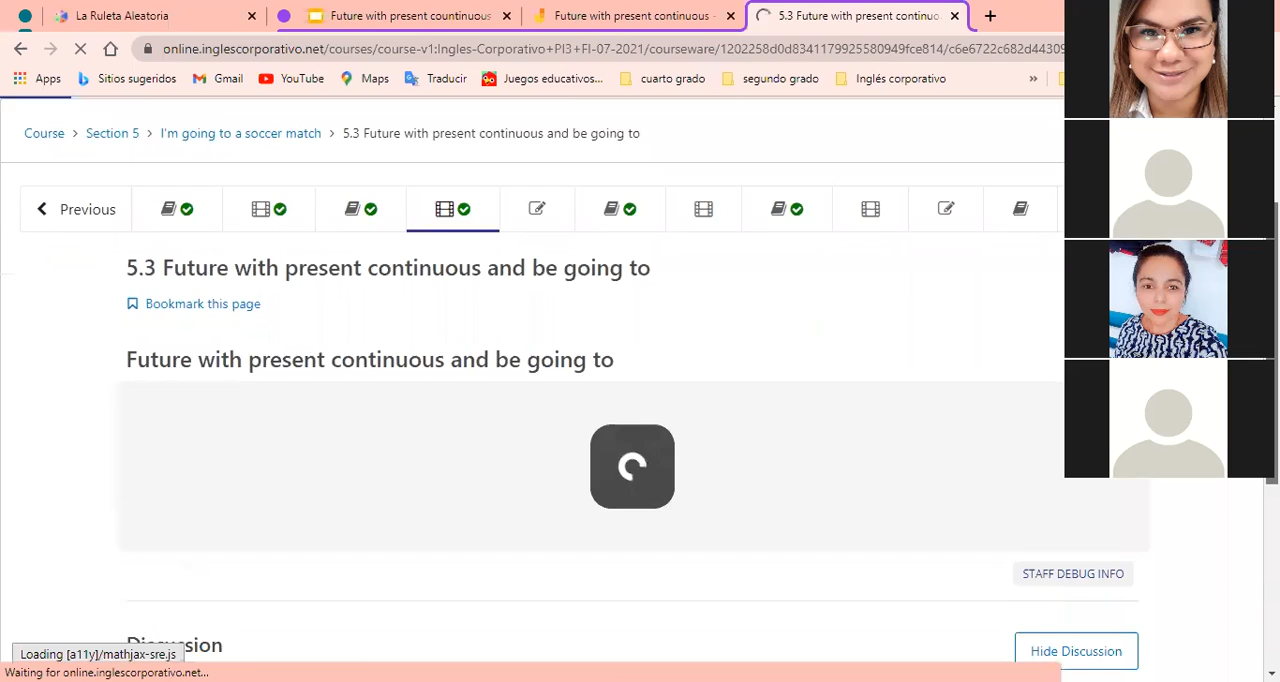 La Ruleta Aleatoria
Future with present countinuous
Future with present continuous -
5.3 Future with present continuo
online.inglescorporativo.net/courses/course-v1:Ingles-Corporativo+PI3+FI-07-2021/courseware/1202258d0d8341179925580949fce814/c6e6722c682d44309
Apps Sitios sugeridos Gmail YouTube Maps Traducir Juegos educativos... cuarto grado segundo grado Inglés corporativo »
Course > Section 5 > I'm going to a soccer match > 5.3 Future with present continuous and be going to
Previous
5.3 Future with present continuous and be going to
Bookmark this page
Future with present continuous and be going to
STAFF DEBUG INFO
Discussion
Hide Discussion
Loading [a11y]/mathjax-sre.js
Waiting for online.inglescorporativo.net...